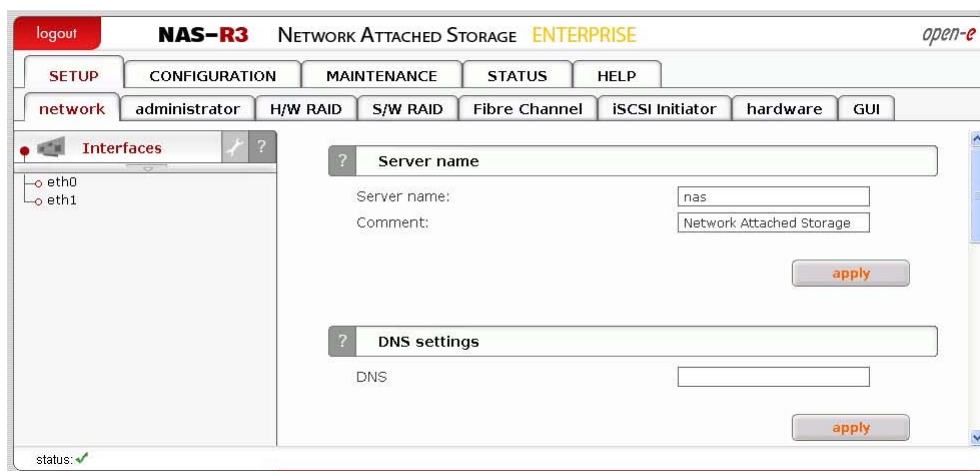 logout NAS-R3 NETWORK ATTACHED STORAGE ENTERPRISE open-e
SETUP CONFIGURATION MAINTENANCE STATUS HELP
network administrator H/W RAID S/W RAID Fibre Channel iSCSI Initiator hardware GUI
Interfaces ?
eth0
eth1
? Server name
Server name: nas
Comment: Network Attached Storage
apply
? DNS settings
DNS
apply
status: